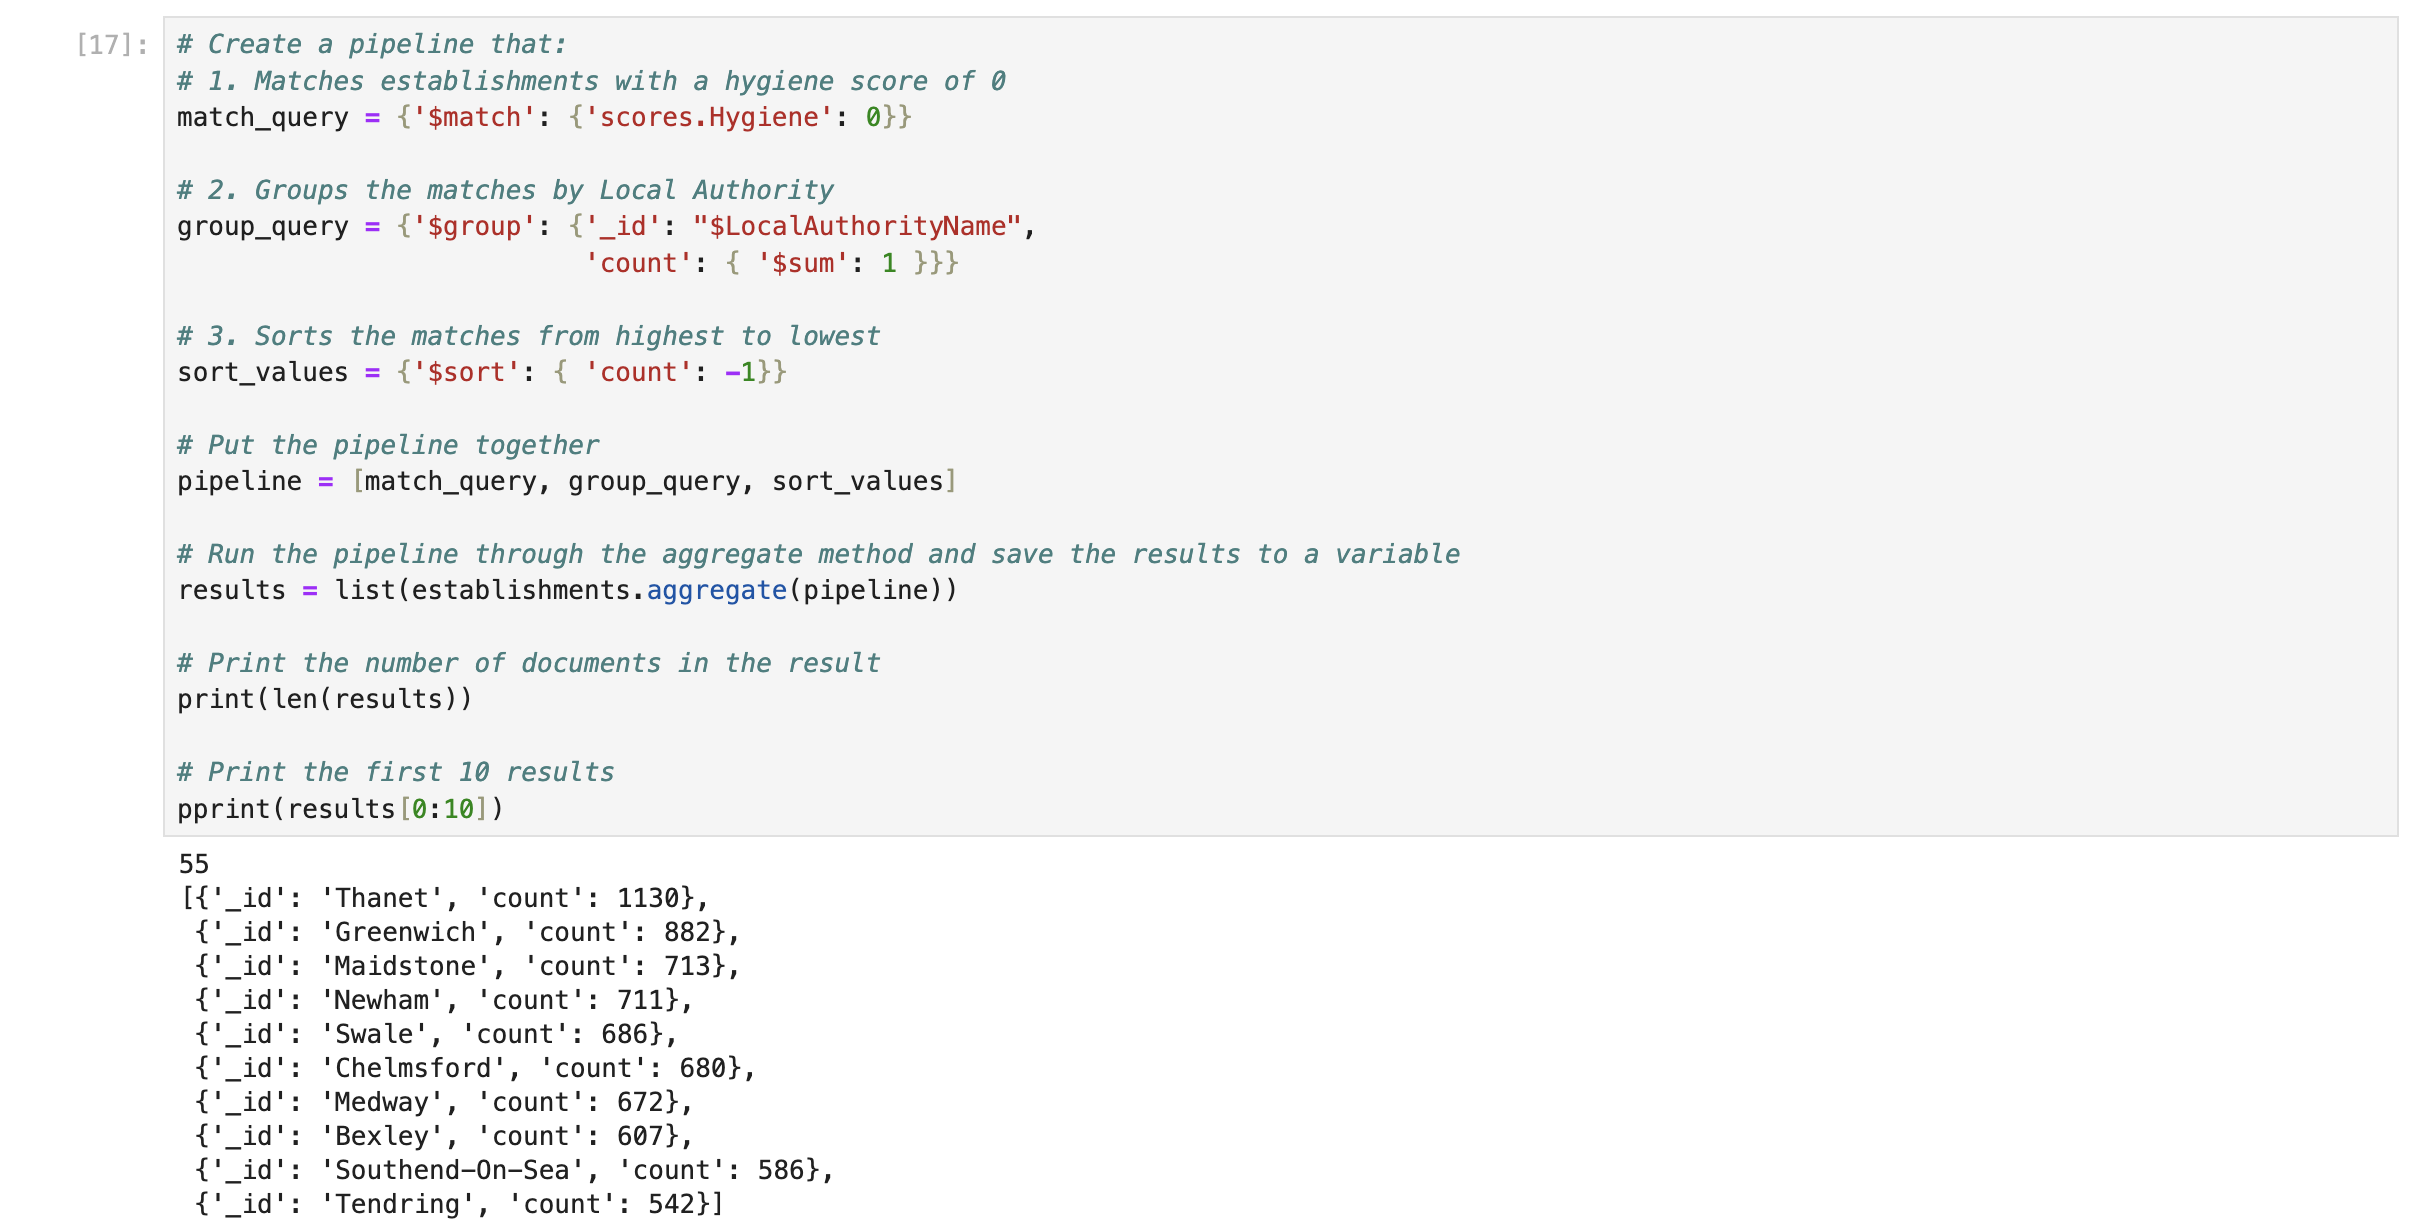 [17]:
# Create a pipeline that:
# 1. Matches establishments with a hygiene score of 0
match_query = {'$match': {'scores.Hygiene': 0}}
# 2. Groups the matches by Local Authority
group_query = {'$group': {'_id': "$LocalAuthorityName",
                          'count': { '$sum': 1 }}}
# 3. Sorts the matches from highest to lowest
sort_values = {'$sort': { 'count': -1}}
# Put the pipeline together
pipeline = [match_query, group_query, sort_values]
# Run the pipeline through the aggregate method and save the results to a variable
results = list(establishments.aggregate(pipeline))
# Print the number of documents in the result
print(len(results))
# Print the first 10 results
pprint(results[0:10])
55
[{'_id': 'Thanet', 'count': 1130},
 {'_id': 'Greenwich', 'count': 882},
 {'_id': 'Maidstone', 'count': 713},
 {'_id': 'Newham', 'count': 711},
 {'_id': 'Swale', 'count': 686},
 {'_id': 'Chelmsford', 'count': 680},
 {'_id': 'Medway', 'count': 672},
 {'_id': 'Bexley', 'count': 607},
 {'_id': 'Southend-On-Sea', 'count': 586},
 {'_id': 'Tendring', 'count': 542}]